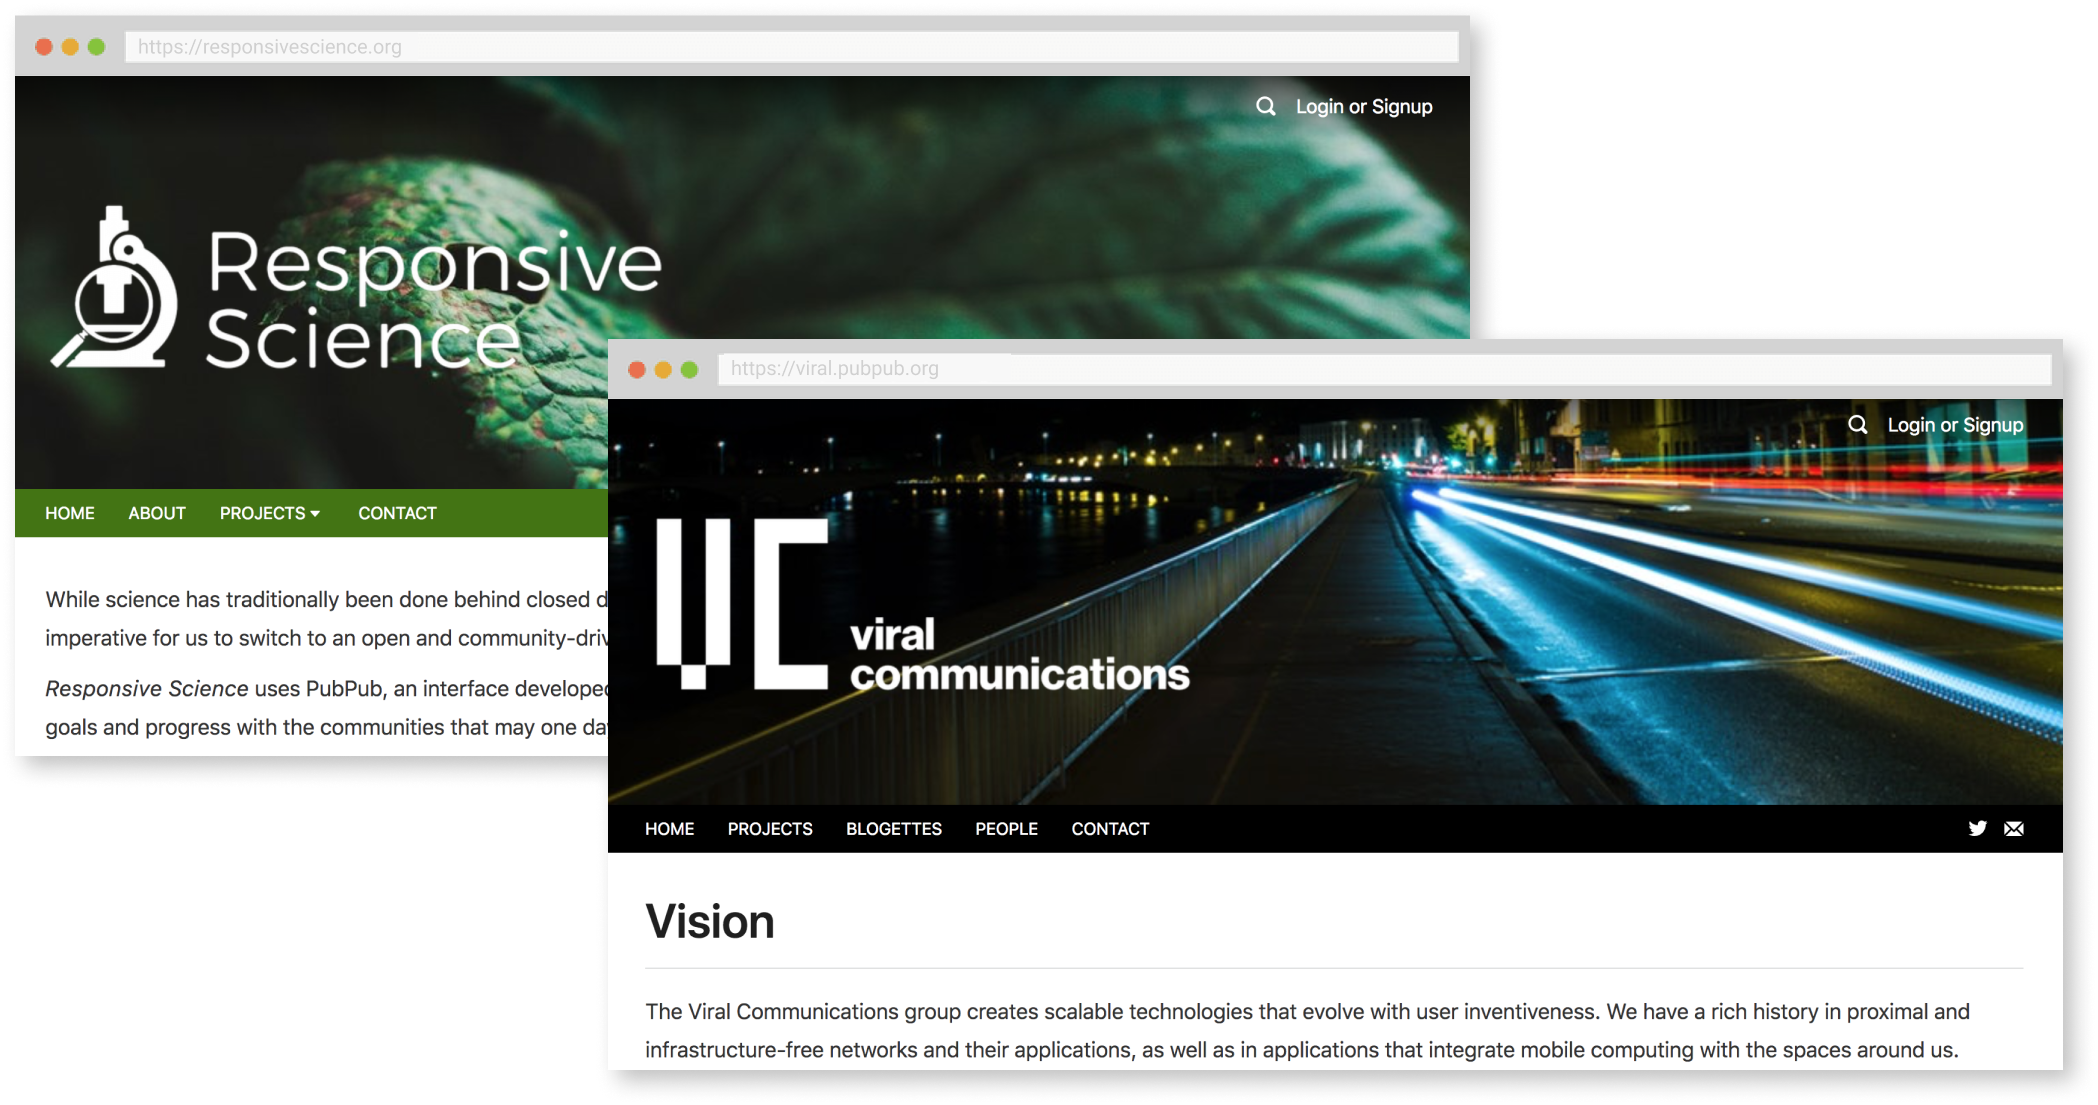 https://responsivescience.org
Login or Signup
Responsive
Science
HOME ABOUT PROJECTS CONTACT
While science has traditionally been done behind closed d
imperative for us to switch to an open and community-driv
Responsive Science uses PubPub, an interface developed
goals and progress with the communities that may one da
https://viral.pubpub.org
Login or Signup
VC
viral
communications
HOME PROJECTS BLOGETTES PEOPLE CONTACT
Vision
The Viral Communications group creates scalable technologies that evolve with user inventiveness. We have a rich history in proximal and
infrastructure-free networks and their applications, as well as in applications that integrate mobile computing with the spaces around us.